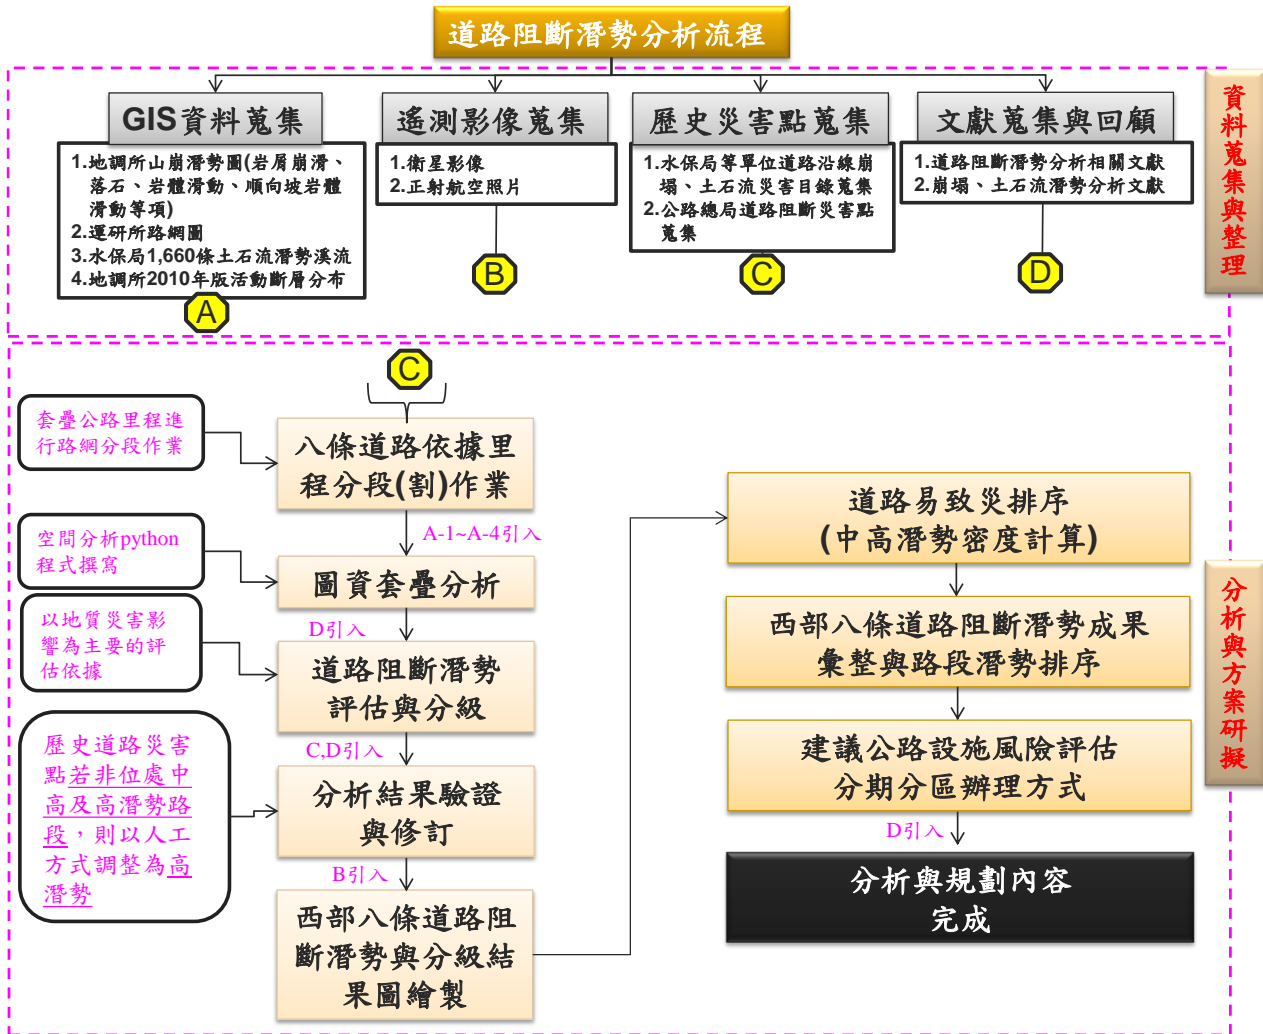 道路阻斷潛勢分析流程
資料蒐集與整理
GIS資料蒐集
1.地調所山崩潛勢圖(岩屑崩滑、
落石、岩體滑動、順向坡岩體
滑動等項)
2.運研所路網圖
3.水保局1,660條土石流潛勢溪流
4.地調所2010年版活動斷層分布
A
遙測影像蒐集
1.衛星影像
2.正射航空照片
B
歷史災害點蒐集
1.水保局等單位道路沿線崩
塌、土石流災害目錄蒐集
2.公路總局道路阻斷災害點
蒐集
C
文獻蒐集與回顧
1.道路阻斷潛勢分析相關文獻
2.崩塌、土石流潛勢分析文獻
D
分析與方案研擬
C
套疊公路里程進
行路網分段作業
八條道路依據里
程分段(割)作業
A-1~A-4引入
空間分析python
程式撰寫
圖資套疊分析
D引入
以地質災害影
響為主要的評
估依據
道路阻斷潛勢
評估與分級
C,D引入
歷史道路災害
點若非位處中
高及高潛勢路
段，則以人工
方式調整為高
潛勢
分析結果驗證
與修訂
B引入
西部八條道路阻
斷潛勢與分級結
果圖繪製
道路易致災排序
(中高潛勢密度計算)
西部八條道路阻斷潛勢成果
彙整與路段潛勢排序
建議公路設施風險評估
分期分區辦理方式
D引入
分析與規劃內容
完成